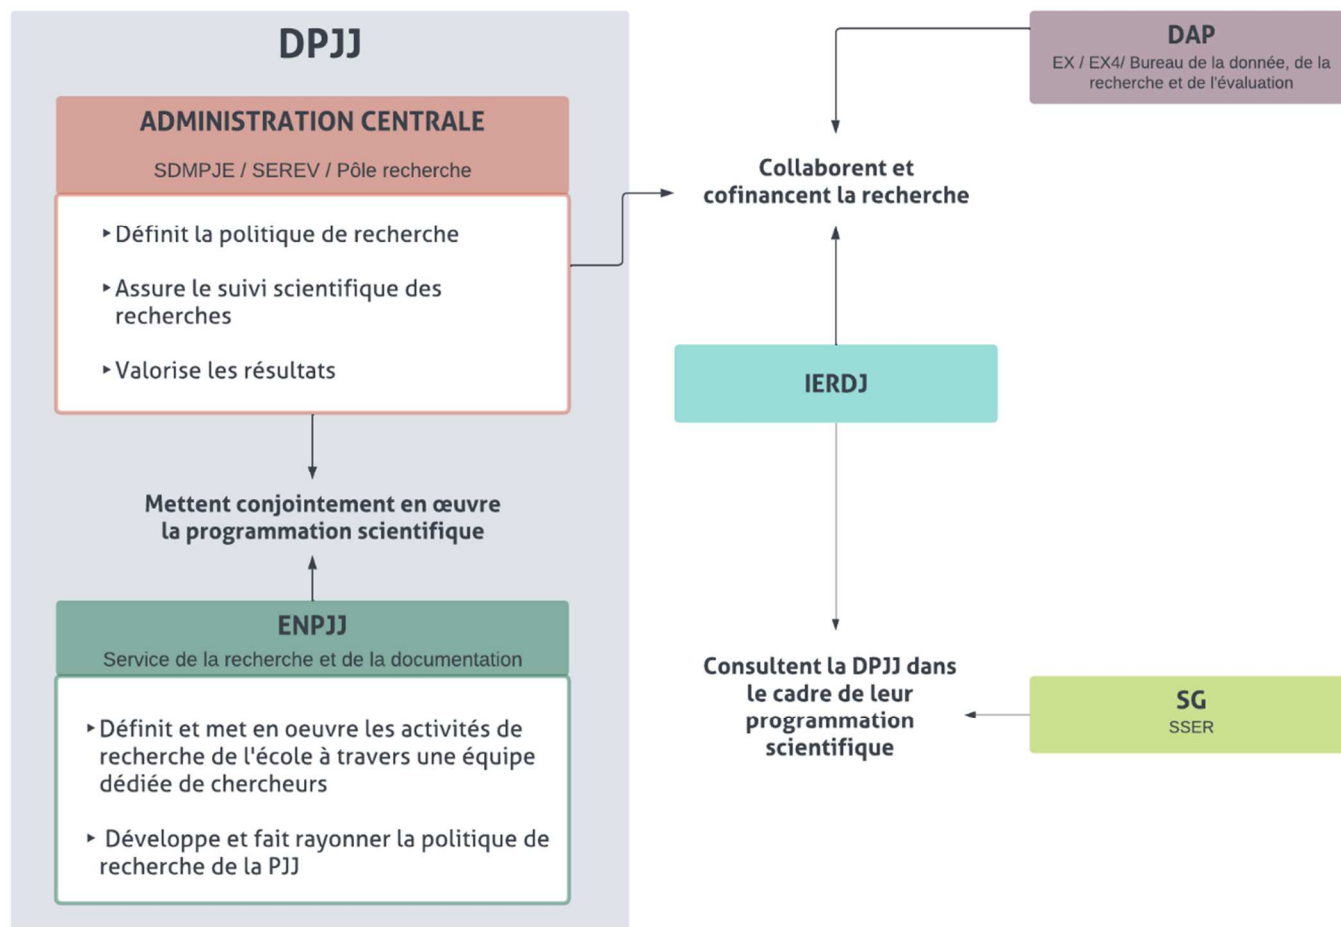 DPJJ
ADMINISTRATION CENTRALE
SDMPJE / SEREV / Pôle recherche
▸ Définit la politique de recherche
▸ Assure le suivi scientifique des
recherches
▸ Valorise les résultats
Mettent conjointement en œuvre
la programmation scientifique
ENPJJ
Service de la recherche et de la documentation
▸ Définit et met en oeuvre les activités de
recherche de l'école à travers une équipe
dédiée de chercheurs
▸ Développe et fait rayonner la politique de
recherche de la PJJ
DAP
EX / EX4/ Bureau de la donnée, de la
recherche et de l'évaluation
Collaborent et
cofinancent la recherche
IERDJ
Consultent la DPJJ dans
le cadre de leur
programmation
scientifique
SG
SSER